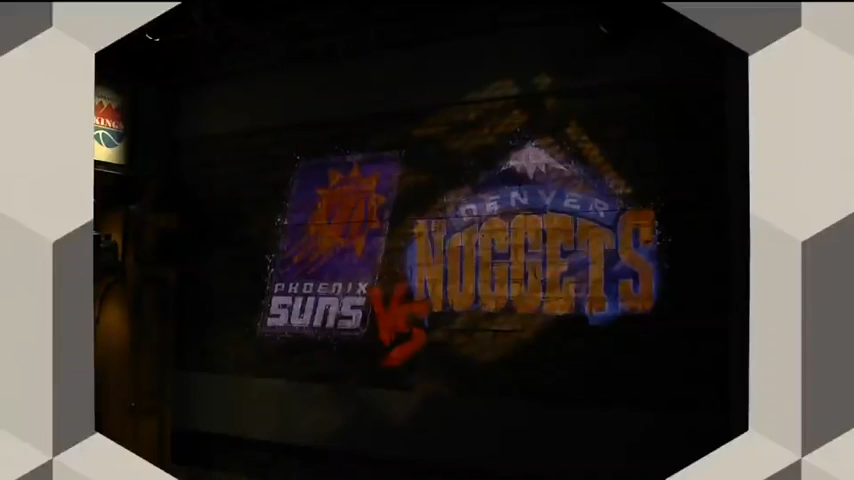 KINGS
PHOENIX
SUNS
VS
DENVER
NUGGETS